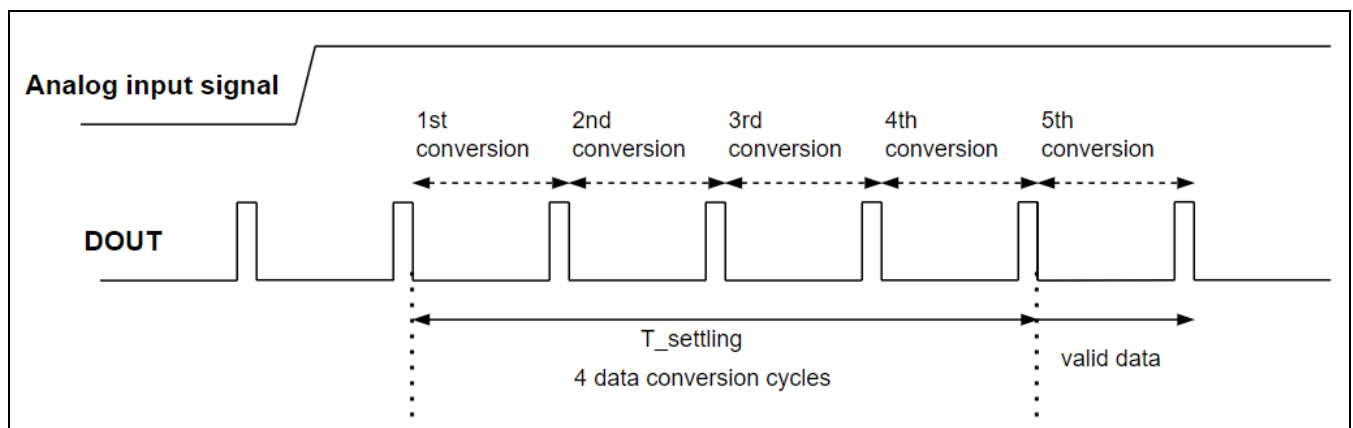 Analog input signal
1st conversion
2nd conversion
3rd conversion
4th conversion
5th conversion
DOUT
T_settling
4 data conversion cycles
valid data